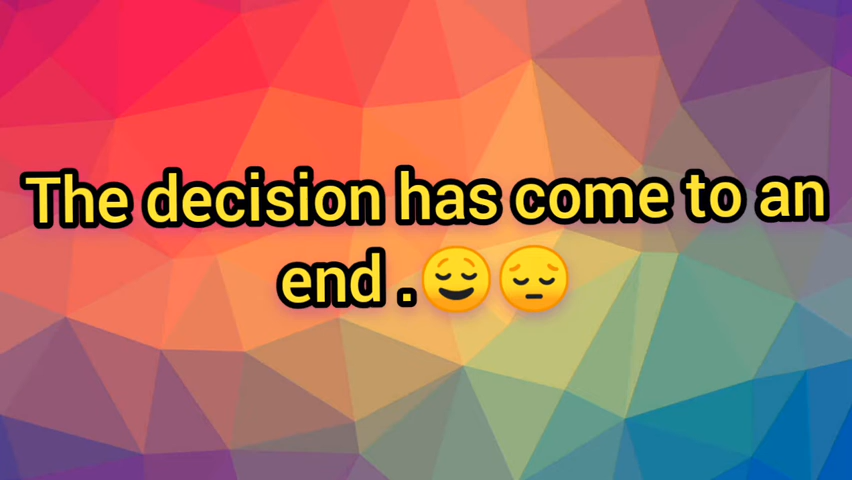 The decision has come to an
end .😌😔